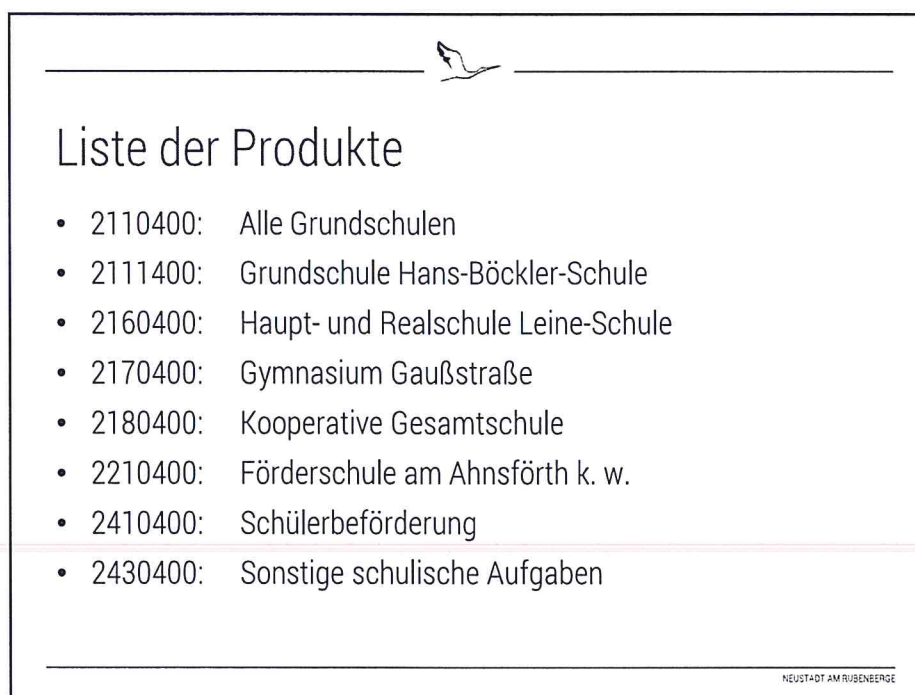 Liste der Produkte
• 2110400: Alle Grundschulen
• 2111400: Grundschule Hans-Böckler-Schule
• 2160400: Haupt- und Realschule Leine-Schule
• 2170400: Gymnasium Gaußstraße
• 2180400: Kooperative Gesamtschule
• 2210400: Förderschule am Ahnsförth k. w.
• 2410400: Schülerbeförderung
• 2430400: Sonstige schulische Aufgaben
NEUSTADT AM RÜBENBERGE